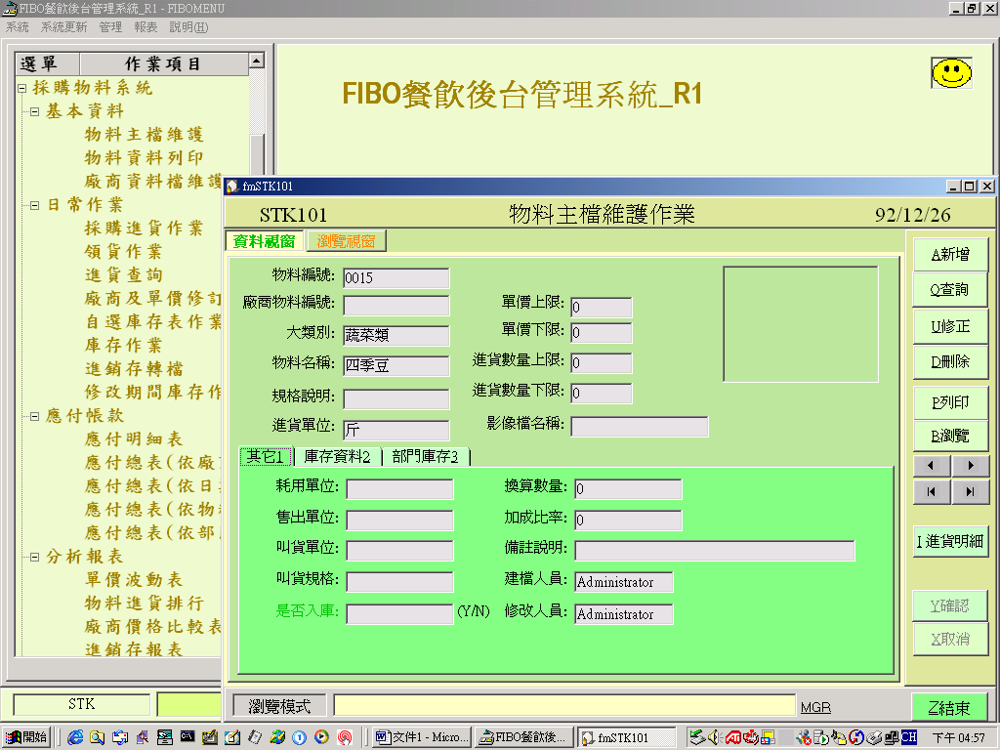 FIBO餐飲後台管理系統_R1 - FIBOMENU
系統 系統更新 管理 報表 說明(H)
選單 作業項目
採購物料系統
基本資料
物料主檔維護
物料資料列印
廠商資料檔維護
日常作業
採購進貨作業
領貨作業
進貨查詢
廠商及單價修訂
自選庫存表作業
庫存作業
進銷存轉檔
修改期間庫存作
應付帳款
應付明細表
應付總表(依廠
應付總表(依日
應付總表(依物
應付總表(依部
分析報表
單價波動表
物料進貨排行
廠商價格比較表
進銷存報表
STK
FIBO餐飲後台管理系統_R1
fmSTK101
STK101 物料主檔維護作業 92/12/26
資料視窗 瀏覽視窗
物料編號: 0015
廠商物料編號: 單價上限: 0
大類別: 蔬菜類 單價下限: 0
物料名稱: 四季豆 進貨數量上限: 0
規格說明: 進貨數量下限: 0
進貨單位: 斤 影像檔名稱:
其它1 庫存資料2 部門庫存3
耗用單位: 換算數量: 0
售出單位: 加成比率: 0
叫貨單位: 備註說明:
叫貨規格: 建檔人員: Administrator
是否入庫: (Y/N) 修改人員: Administrator
A新增
Q查詢
U修正
D刪除
P列印
B瀏覽
I進貨明細
Y確認
X取消
瀏覽模式 MGR Z結束
開始 文件1 - Micro... FIBO餐飲後... fmSTK101 CH 下午 04:57